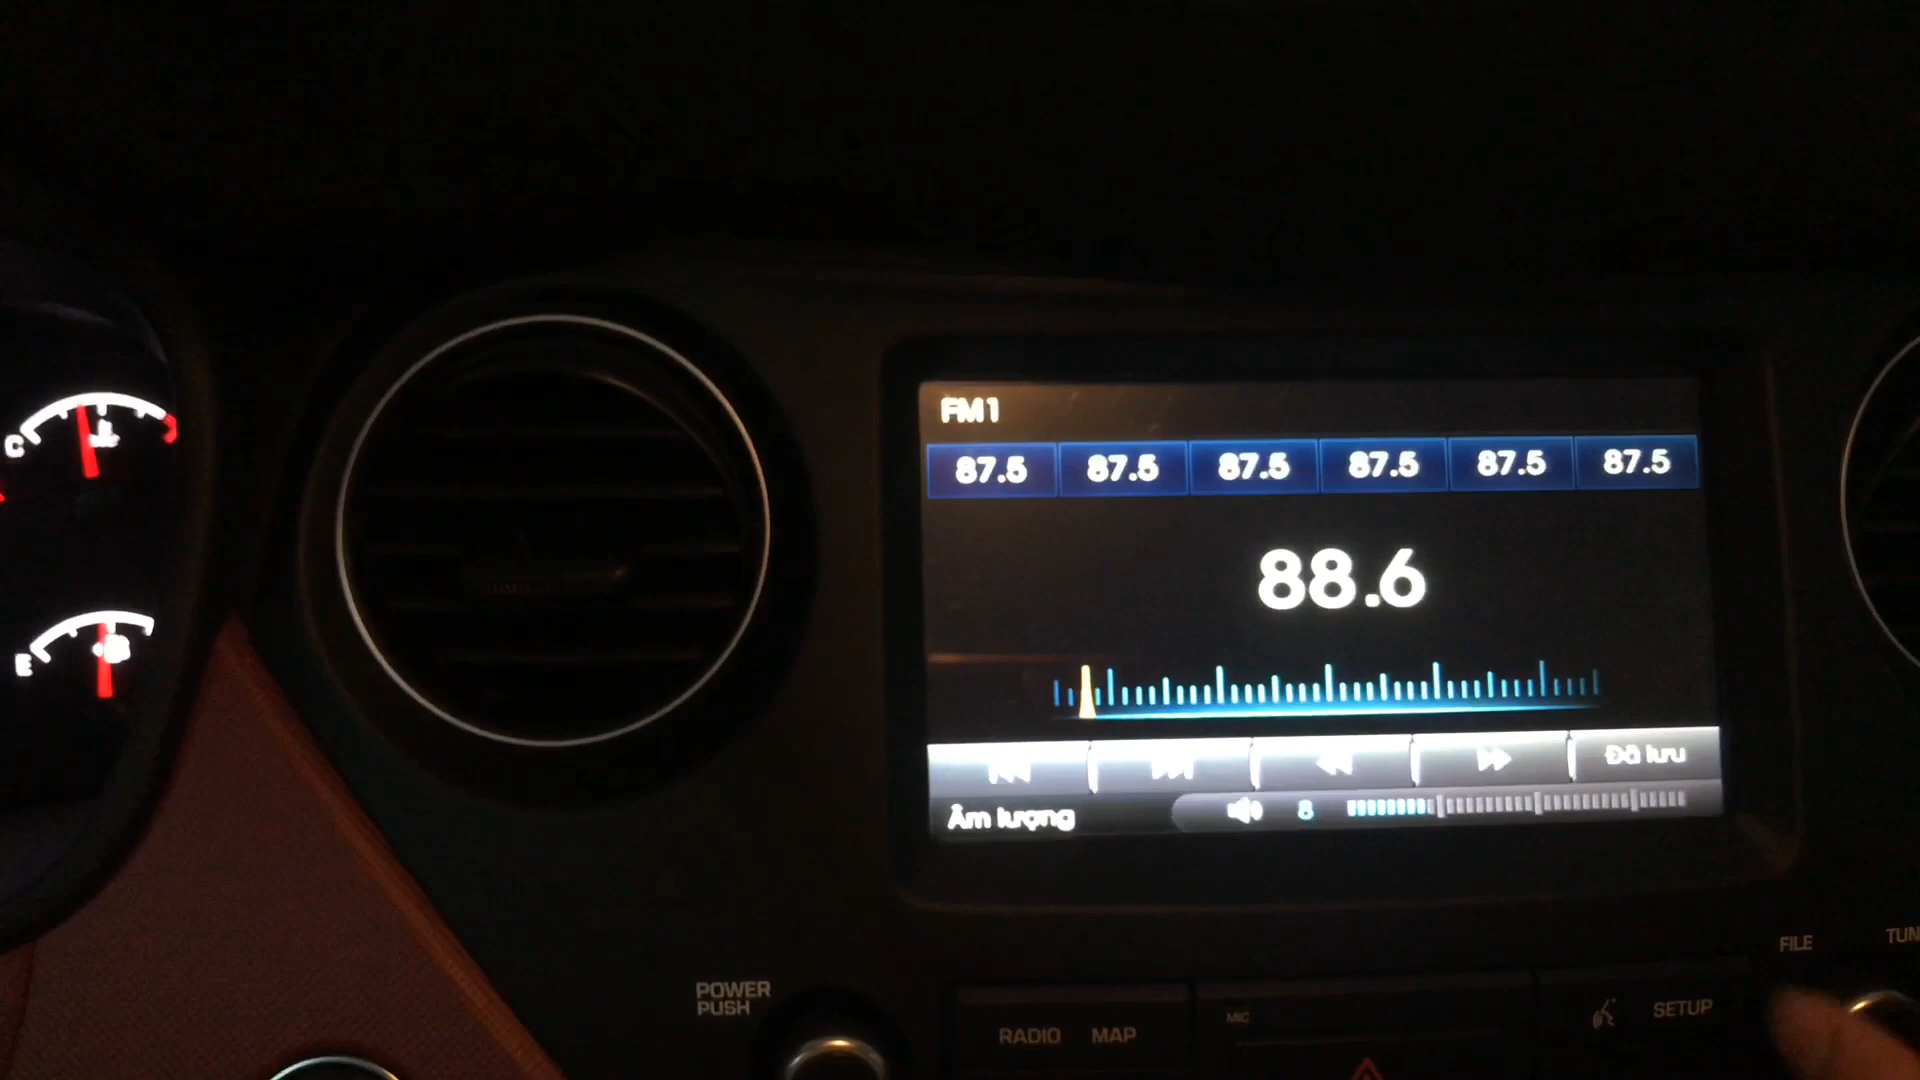 C
E
FM1
87.5 87.5 87.5 87.5 87.5 87.5
88.6
Đã lưu
Âm lượng 8
FILE
POWER
PUSH
RADIO MAP
MIC
SETUP